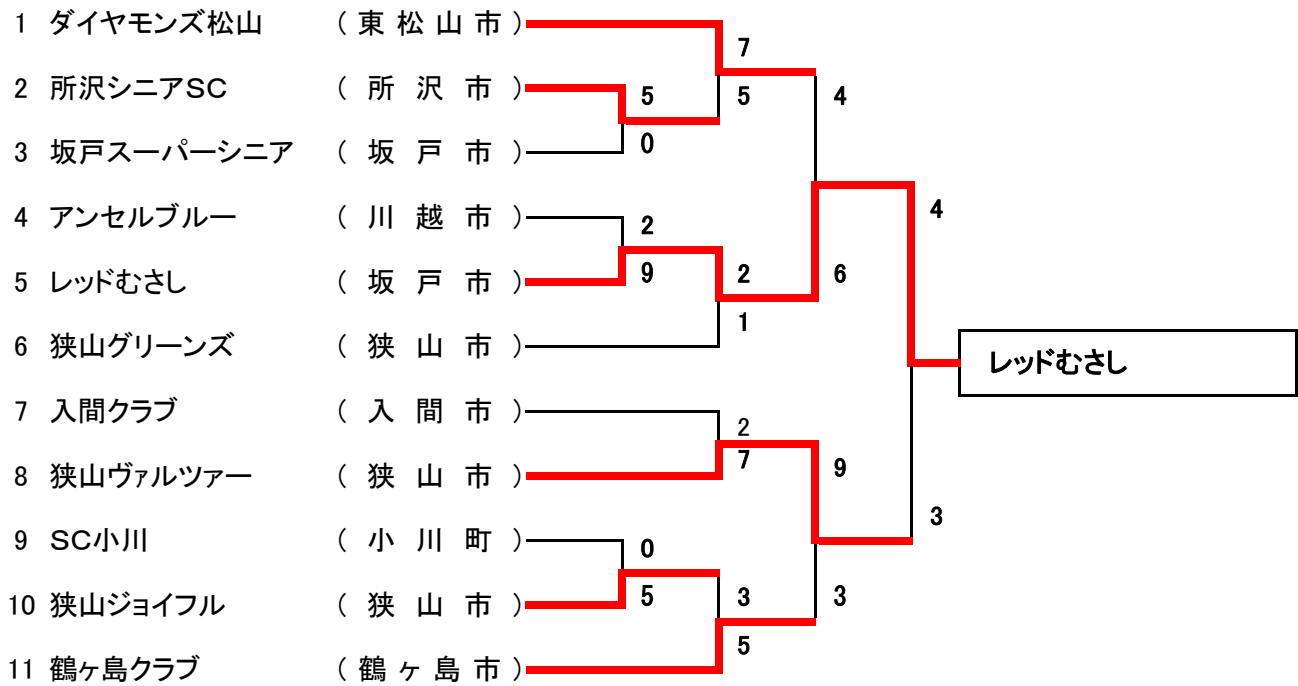 1 ダイヤモンズ松山 ( 東 松 山 市 )
7
2 所沢シニアSC ( 所 沢 市 )
5 5 4
3 坂戸スーパーシニア ( 坂 戸 市 )
0
4 アンセルブルー ( 川 越 市 )
2 4
5 レッドむさし ( 坂 戸 市 )
9 2 6
1
6 狭山グリーンズ ( 狭 山 市 )
レッドむさし
7 入間クラブ ( 入 間 市 )
2
8 狭山ヴァルツァー ( 狭 山 市 )
7 9
3
9 SC小川 ( 小 川 町 )
0
10 狭山ジョイフル ( 狭 山 市 )
5 3 3
5
11 鶴ヶ島クラブ ( 鶴 ヶ 島 市 )